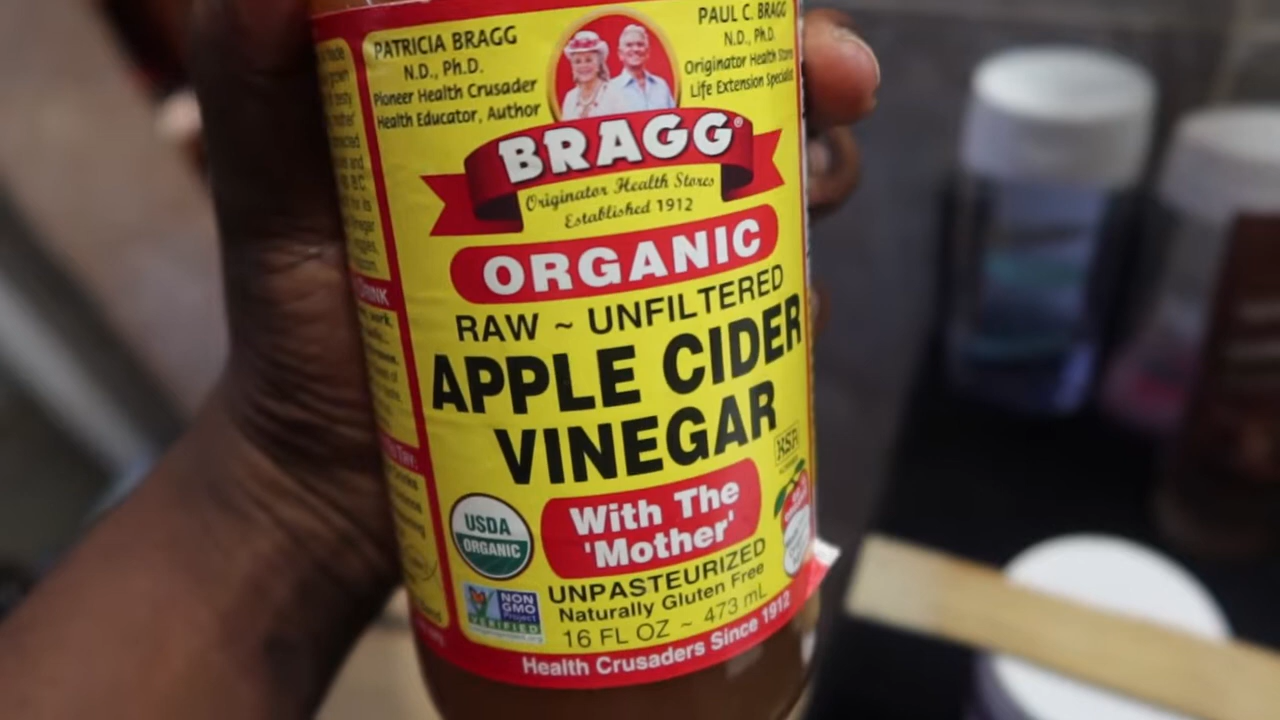 PATRICIA BRAGG
N.D., Ph.D.
Pioneer Health Crusader
Health Educator, Author
PAUL C. BRAGG
N.D., Ph.D.
Originator Health Stores
Life Extension Specialist
BRAGG®
Originator Health Stores
Established 1912
ORGANIC
RAW ~ UNFILTERED
APPLE CIDER
VINEGAR
With The
'Mother'
USDA
ORGANIC
NON
GMO
Project
VERIFIED
UNPASTEURIZED
Naturally Gluten Free
16 FL OZ ~ 473 mL
Health Crusaders Since 1912